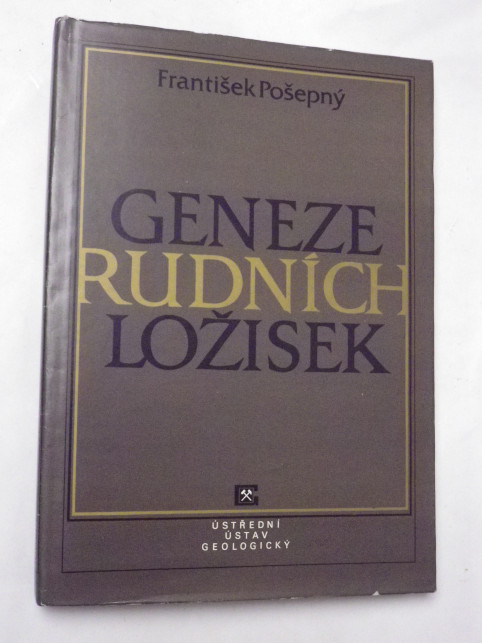 František Pošepný
GENEZE
RUDNÍCH
LOŽISEK
ÚSTŘEDNÍ
ÚSTAV
GEOLOGICKÝ